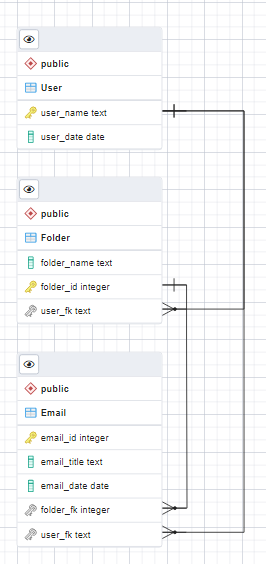 public
User
user_name text
user_date date
public
Folder
folder_name text
folder_id integer
user_fk text
public
Email
email_id integer
email_title text
email_date date
folder_fk integer
user_fk text